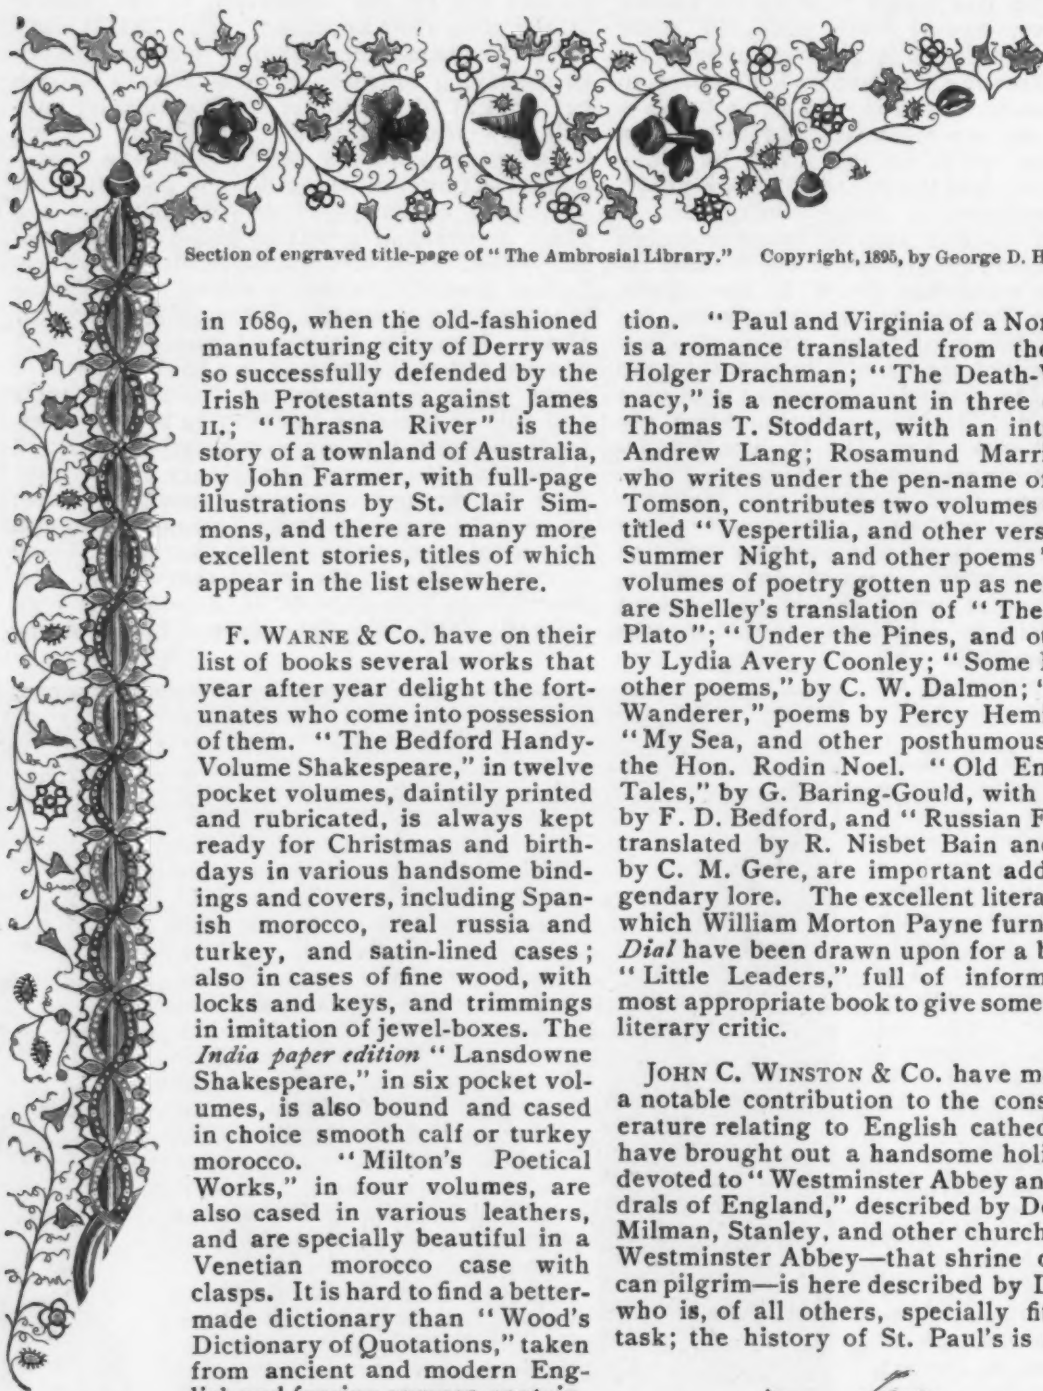 Section of engraved title-page of "The Ambrosial Library." Copyright, 1895, by George D. H
in 1689, when the old-fashioned
manufacturing city of Derry was
so successfully defended by the
Irish Protestants against James
II.; "Thrasna River" is the
story of a townland of Australia,
by John Farmer, with full-page
illustrations by St. Clair Sim-
mons, and there are many more
excellent stories, titles of which
appear in the list elsewhere.
F. WARNE & Co. have on their
list of books several works that
year after year delight the fort-
unates who come into possession
of them. "The Bedford Handy-
Volume Shakespeare," in twelve
pocket volumes, daintily printed
and rubricated, is always kept
ready for Christmas and birth-
days in various handsome bind-
ings and covers, including Span-
ish morocco, real russia and
turkey, and satin-lined cases;
also in cases of fine wood, with
locks and keys, and trimmings
in imitation of jewel-boxes. The
India paper edition "Lansdowne
Shakespeare," in six pocket vol-
umes, is also bound and cased
in choice smooth calf or turkey
morocco. "Milton's Poetical
Works," in four volumes, are
also cased in various leathers,
and are specially beautiful in a
Venetian morocco case with
clasps. It is hard to find a better-
made dictionary than "Wood's
Dictionary of Quotations," taken
from ancient and modern Eng-
tion. "Paul and Virginia of a Nor
is a romance translated from the
Holger Drachman; "The Death-
nacy," is a necromaunt in three
Thomas T. Stoddart, with an int
Andrew Lang; Rosamund Marr
who writes under the pen-name of
Tomson, contributes two volumes
titled "Vespertilia, and other vers
Summer Night, and other poems"
volumes of poetry gotten up as ne
are Shelley's translation of "The
Plato"; "Under the Pines, and ot
by Lydia Avery Coonley; "Some
other poems," by C. W. Dalmon; "
Wanderer," poems by Percy Hem
"My Sea, and other posthumous
the Hon. Rodin Noel. "Old En
Tales," by G. Baring-Gould, with
by F. D. Bedford, and "Russian F
translated by R. Nisbet Bain and
by C. M. Gere, are important add
gendary lore. The excellent litera
which William Morton Payne furn
Dial have been drawn upon for a b
"Little Leaders," full of inform
most appropriate book to give some
literary critic.
JOHN C. WINSTON & Co. have m
a notable contribution to the cons
erature relating to English cathed
have brought out a handsome holi
devoted to "Westminster Abbey an
drals of England," described by De
Milman, Stanley, and other church
Westminster Abbey—that shrine o
can pilgrim—is here described by D
who is, of all others, specially fi
task; the history of St. Paul's is